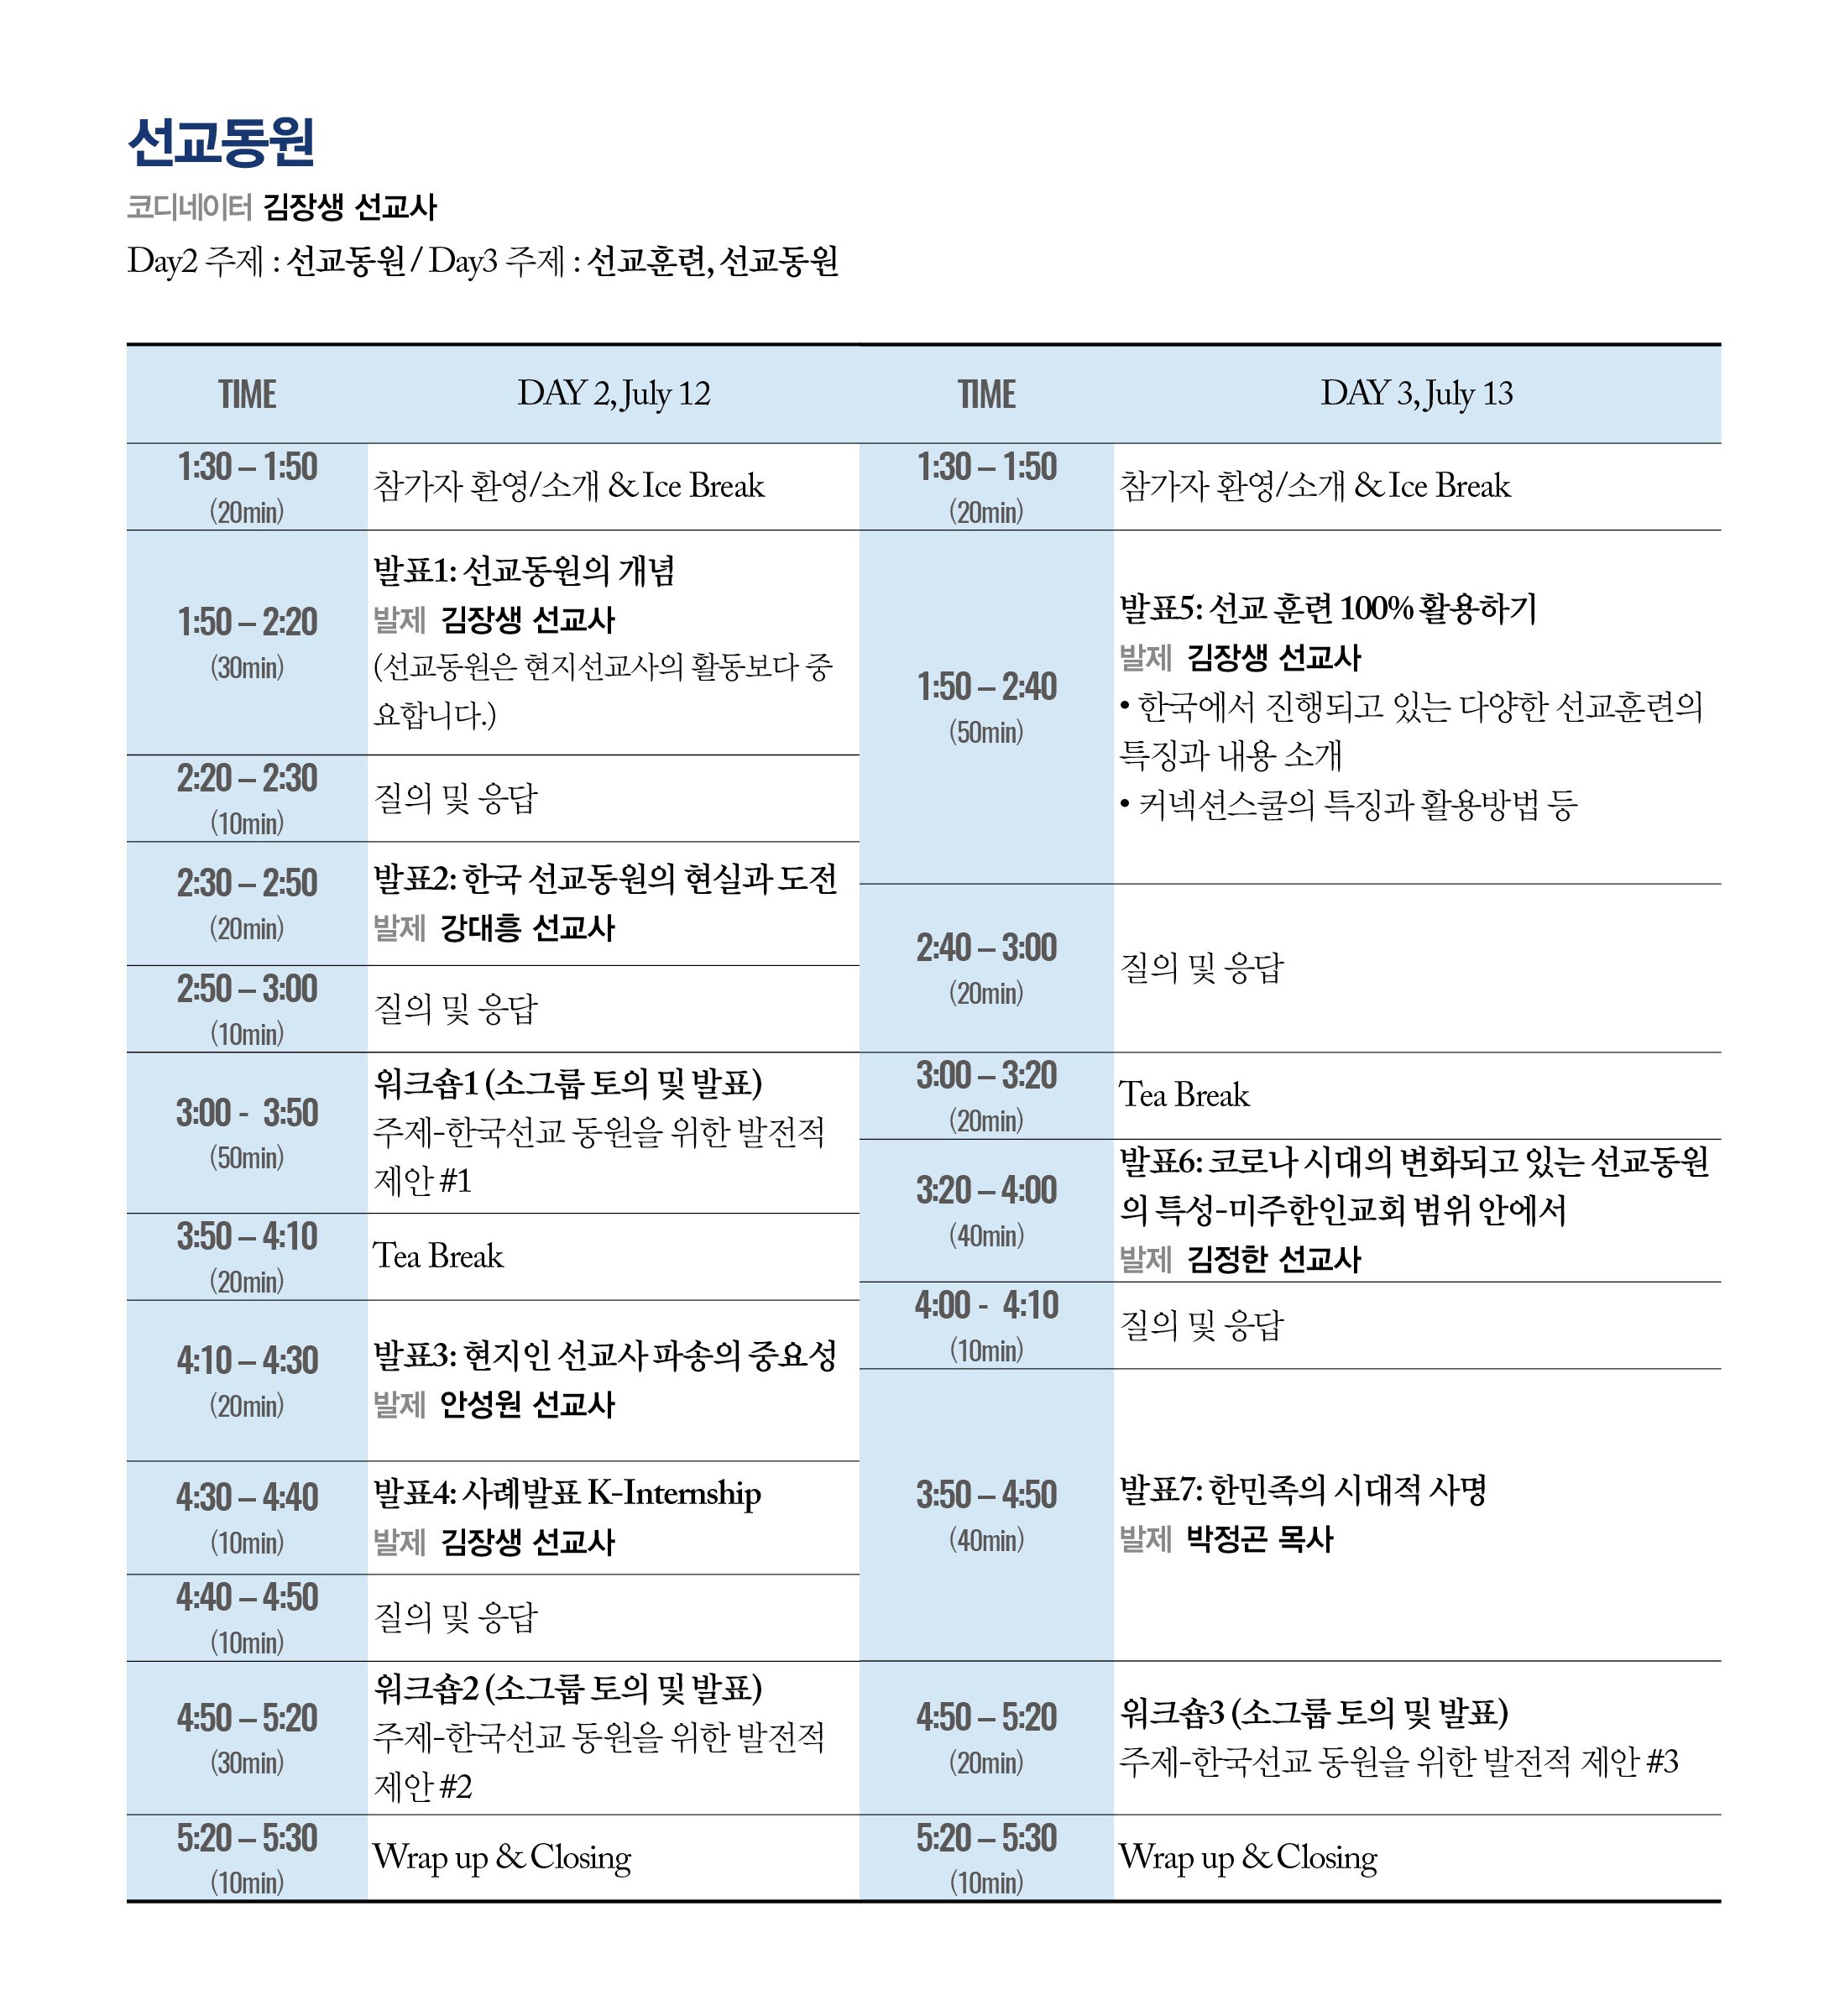 선교동원
코디네이터 김장생 선교사
Day2 주제 : 선교동원 / Day3 주제 : 선교훈련, 선교동원
TIME
DAY 2, July 12
1:30 – 1:50
(20min)
참가자 환영/소개 & Ice Break
1:50 – 2:20
(30min)
발표1: 선교동원의 개념
발제 김장생 선교사
(선교동원은 현지선교사의 활동보다 중
요합니다.)
2:20 – 2:30
(10min)
질의 및 응답
2:30 – 2:50
(20min)
발표2: 한국 선교동원의 현실과 도전
발제 강대흥 선교사
2:50 – 3:00
(10min)
질의 및 응답
3:00 - 3:50
(50min)
워크숍1 (소그룹 토의 및 발표)
주제-한국선교 동원을 위한 발전적
제안 #1
3:50 – 4:10
(20min)
Tea Break
4:10 – 4:30
(20min)
발표3: 현지인 선교사 파송의 중요성
발제 안성원 선교사
4:30 – 4:40
(10min)
발표4: 사례발표 K-Internship
발제 김장생 선교사
4:40 – 4:50
(10min)
질의 및 응답
4:50 – 5:20
(30min)
워크숍2 (소그룹 토의 및 발표)
주제-한국선교 동원을 위한 발전적
제안 #2
5:20 – 5:30
(10min)
Wrap up & Closing
TIME
DAY 3, July 13
1:30 – 1:50
(20min)
참가자 환영/소개 & Ice Break
1:50 – 2:40
(50min)
발표5: 선교 훈련 100% 활용하기
발제 김장생 선교사
• 한국에서 진행되고 있는 다양한 선교훈련의
특징과 내용 소개
• 커넥션스쿨의 특징과 활용방법 등
2:40 – 3:00
(20min)
질의 및 응답
3:00 – 3:20
(20min)
Tea Break
3:20 – 4:00
(40min)
발표6: 코로나 시대의 변화되고 있는 선교동원
의 특성-미주한인교회 범위 안에서
발제 김정한 선교사
4:00 - 4:10
(10min)
질의 및 응답
3:50 – 4:50
(40min)
발표7: 한민족의 시대적 사명
발제 박정곤 목사
4:50 – 5:20
(20min)
워크숍3 (소그룹 토의 및 발표)
주제-한국선교 동원을 위한 발전적 제안 #3
5:20 – 5:30
(10min)
Wrap up & Closing